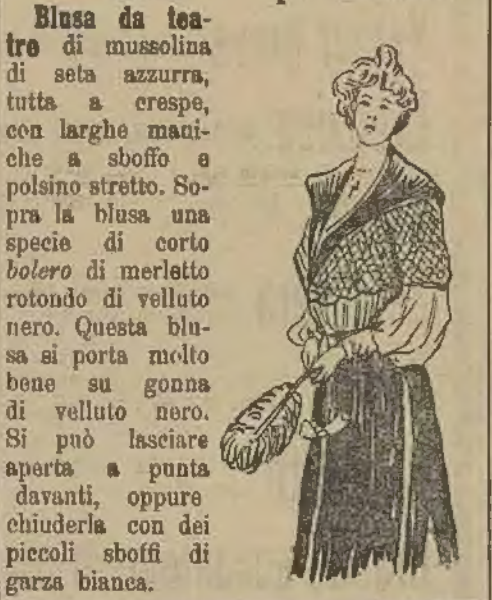 Blusa da tea-
tro di mussolina
di seta azzurra,
tutta a crespe,
con larghe mani-
che a sboffo e
polsino stretto. So-
pra la blusa una
specie di corto
bolero di merletto
rotondo di velluto
nero. Questa blu-
sa si porta molto
bene su gonna
di velluto nero.
Si può lasciare
aperta a punta
davanti, oppure
chiuderla con dei
piccoli sboffi di
garza bianca.